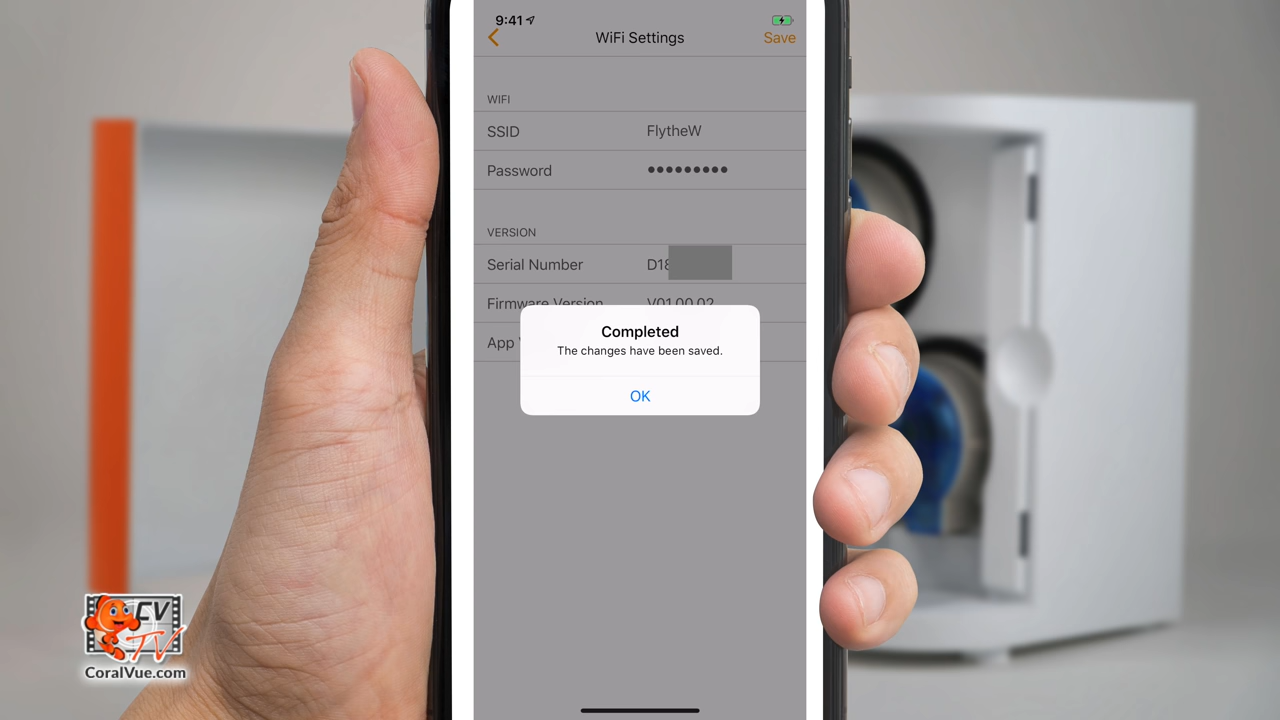 9:41
WiFi Settings
Save
WIFI
SSID FlytheW
Password
VERSION
Serial Number D18
Firmware Version V01.00.02
App
Completed
The changes have been saved.
OK
CV
TV
CoralVue.com